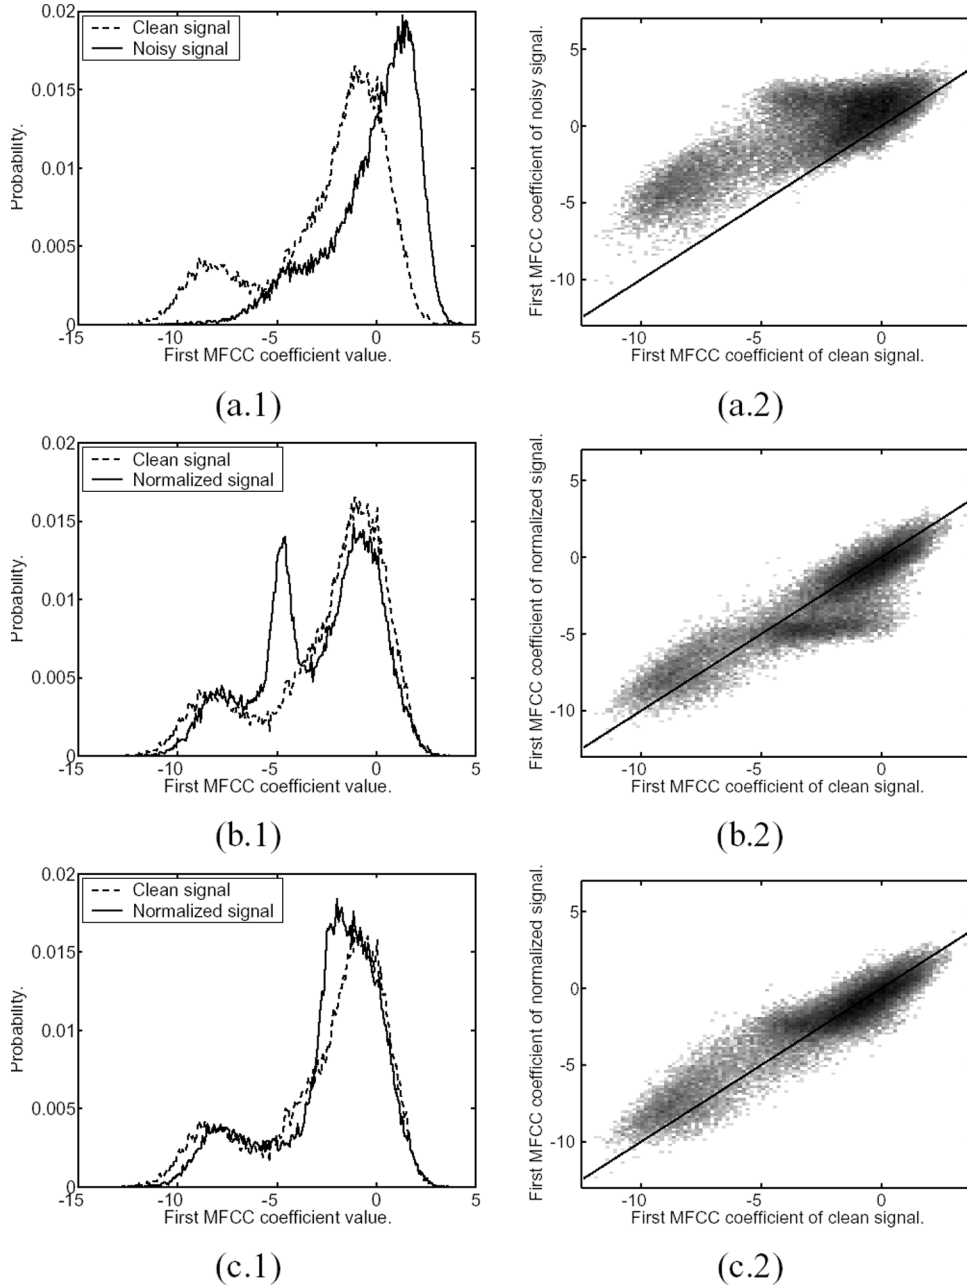 Clean signal
Noisy signal
0.02
0.015
0.01
0.005
0
-15
-10
-5
0
5
Probability.
First MFCC coefficient value.
(a.1)
5
0
-5
-10
-10
-5
0
First MFCC coefficient of noisy signal.
First MFCC coefficient of clean signal.
(a.2)
Clean signal
Normalized signal
0.02
0.015
0.01
0.005
0
-15
-10
-5
0
5
Probability.
First MFCC coefficient value.
(b.1)
5
0
-5
-10
-10
-5
0
First MFCC coefficient of normalized signal.
First MFCC coefficient of clean signal.
(b.2)
Clean signal
Normalized signal
0.02
0.015
0.01
0.005
0
-15
-10
-5
0
5
Probability.
First MFCC coefficient value.
(c.1)
5
0
-5
-10
-10
-5
0
First MFCC coefficient of normalized signal.
First MFCC coefficient of clean signal.
(c.2)